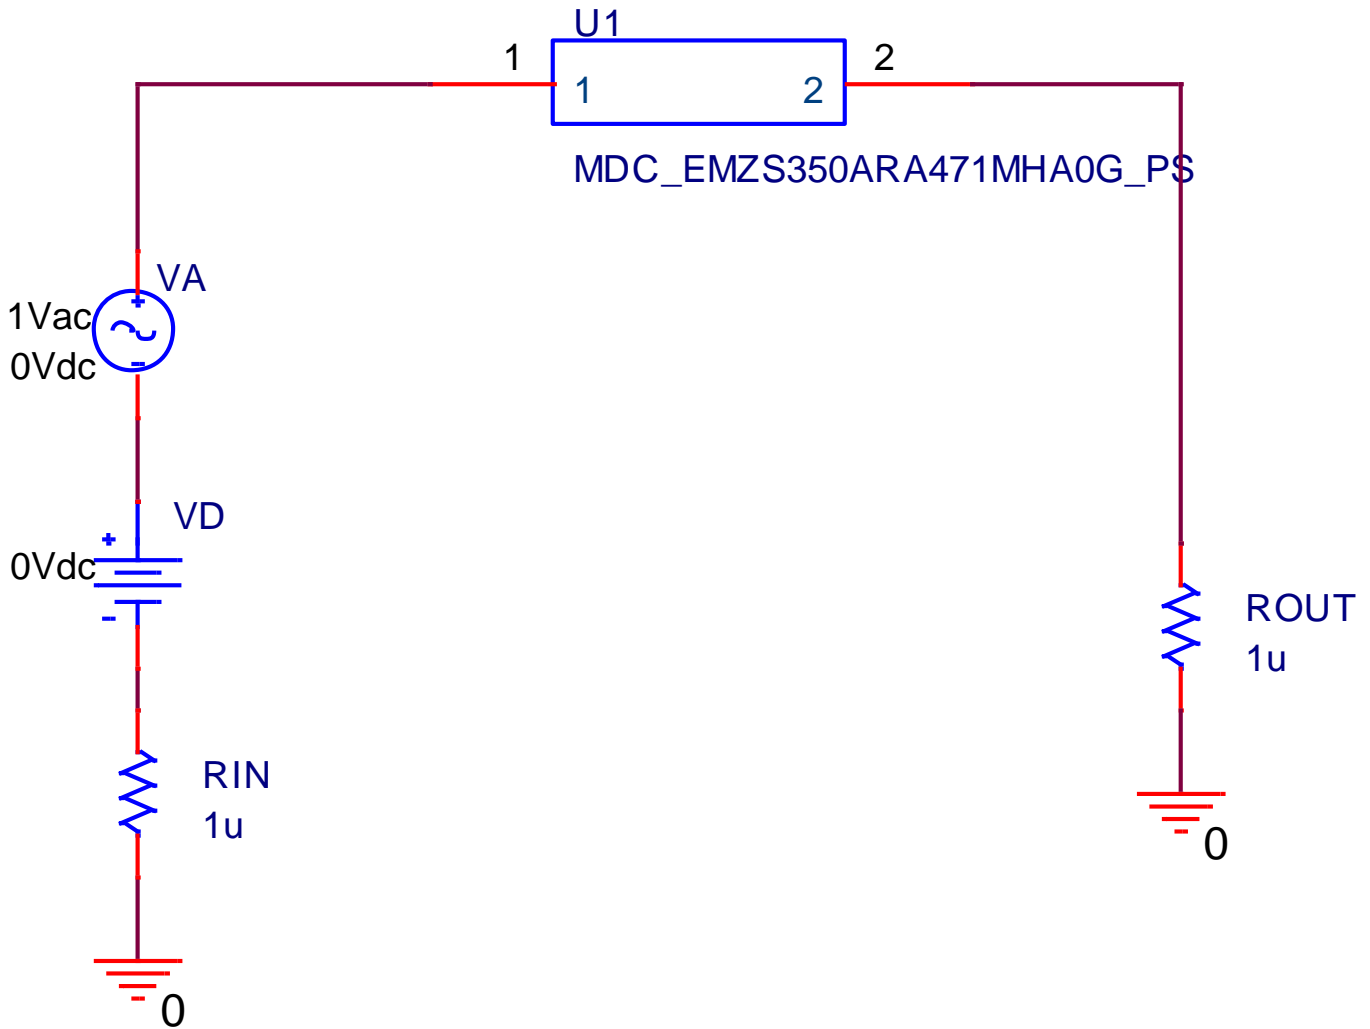 U1
1
2
1
2
MDC_EMZS350ARA471MHA0G_PS
VA
1Vac
0Vdc
VD
0Vdc
ROUT
1u
RIN
1u
0
0